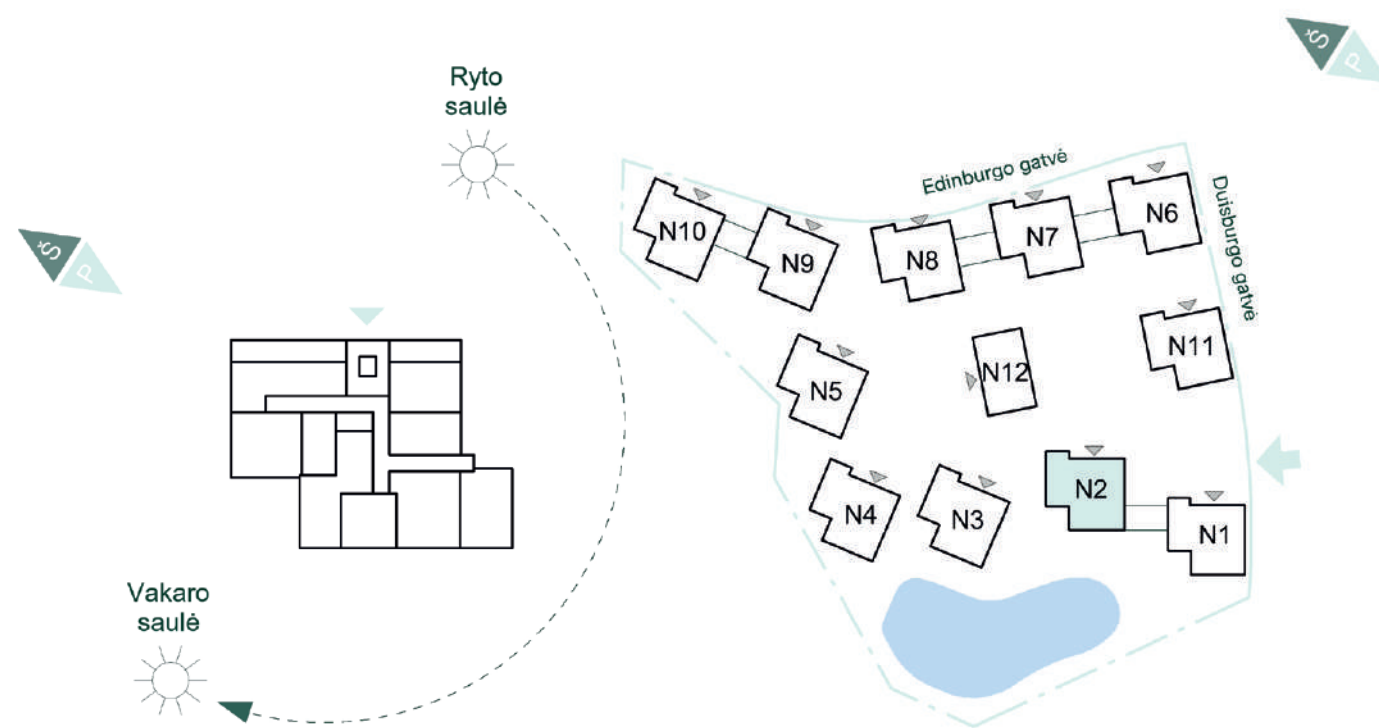 Ryto
saulė
Š
P
Vakaro
saulė
Š
P
Edinburgo gatvė
Duisburgo gatvė
N10
N9
N8
N7
N6
N5
N12
N11
N4
N3
N2
N1